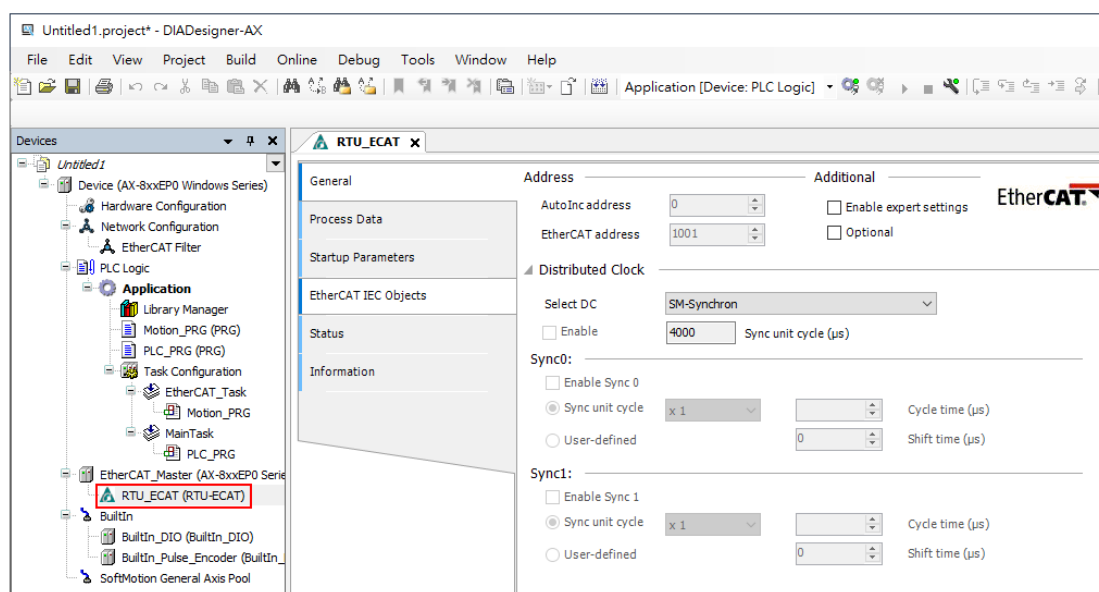 Untitled1.project* - DIADesigner-AX
File Edit View Project Build Online Debug Tools Window Help
Application [Device: PLC Logic]
Devices
Untitled1
Device (AX-8xxEP0 Windows Series)
Hardware Configuration
Network Configuration
EtherCAT Filter
PLC Logic
Application
Library Manager
Motion_PRG (PRG)
PLC_PRG (PRG)
Task Configuration
EtherCAT_Task
Motion_PRG
MainTask
PLC_PRG
EtherCAT_Master (AX-8xxEP0 Serie
RTU_ECAT (RTU-ECAT)
BuiltIn
BuiltIn_DIO (BuiltIn_DIO)
BuiltIn_Pulse_Encoder (BuiltIn_
SoftMotion General Axis Pool
RTU_ECAT
General
Process Data
Startup Parameters
EtherCAT IEC Objects
Status
Information
Address
AutoInc address 0
EtherCAT address 1001
Additional
Enable expert settings
Optional
EtherCAT.
Distributed Clock
Select DC SM-Synchron
Enable 4000 Sync unit cycle (µs)
Sync0:
Enable Sync 0
Sync unit cycle x 1 Cycle time (µs)
User-defined 0 Shift time (µs)
Sync1:
Enable Sync 1
Sync unit cycle x 1 Cycle time (µs)
User-defined 0 Shift time (µs)